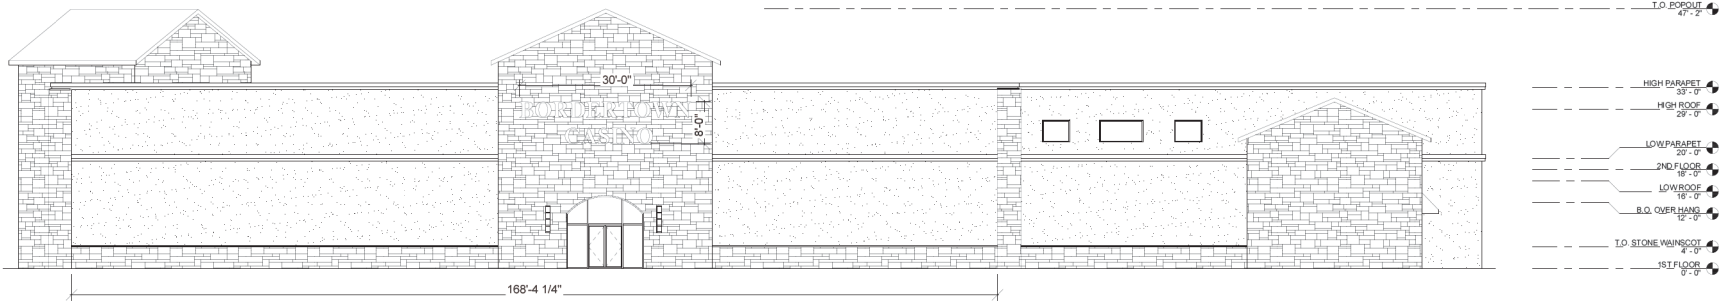 T.O. POPOUT
47' - 2"
30'-0"
HIGH PARAPET
33' - 0"
BORDERTOWN
CASINO
8'-0"
HIGH ROOF
29' - 0"
LOW PARAPET
20' - 0"
2ND FLOOR
18' - 0"
LOW ROOF
16' - 0"
B.O. OVER HANG
12' - 0"
T.O. STONE WAINSCOT
4' - 0"
1ST FLOOR
0' - 0"
168'-4 1/4"